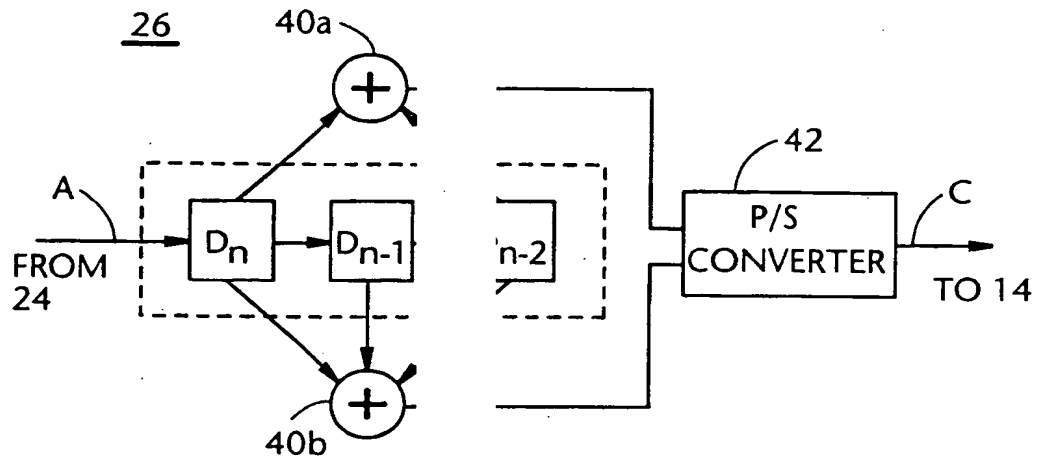 26
40a
42
A
P/S
C
Dn
Dn-1
n-2
CONVERTER
FROM
24
TO 14
40b